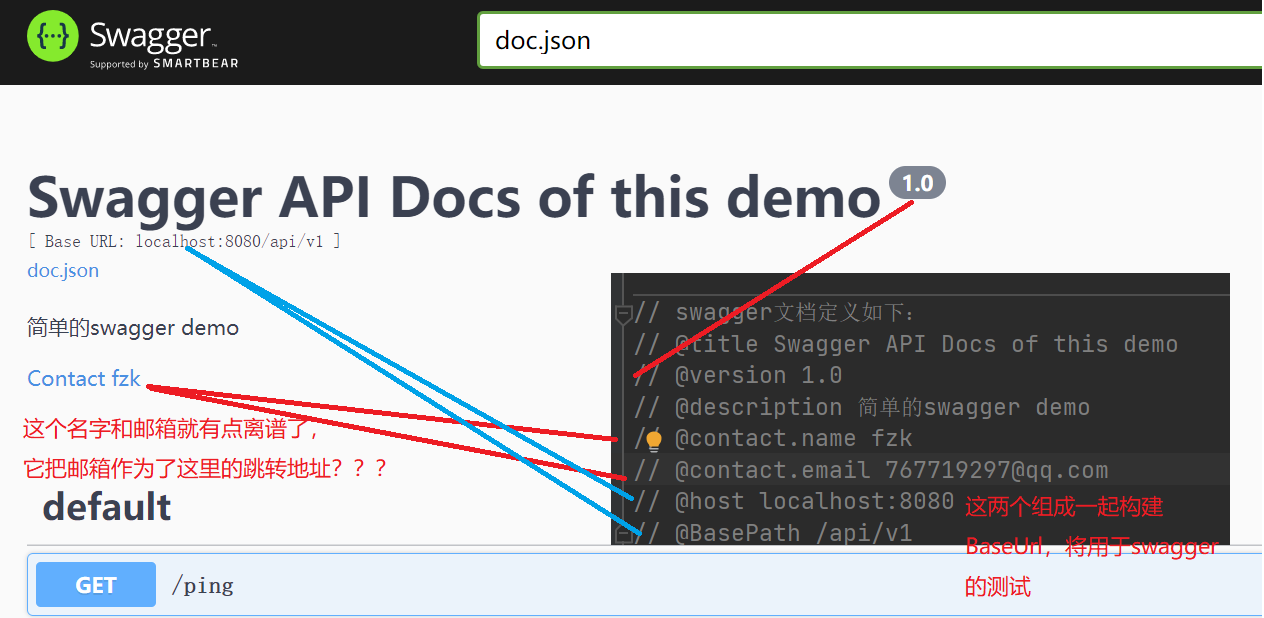 Swagger™
Supported by SMARTBEAR
doc.json
Swagger API Docs of this demo 1.0
[ Base URL: localhost:8080/api/v1 ]
doc.json
简单的swagger demo
Contact fzk
这个名字和邮箱就有点离谱了，
它把邮箱作为了这里的跳转地址？？？
// swagger文档定义如下：
// @title Swagger API Docs of this demo
// @version 1.0
// @description 简单的swagger demo
// @contact.name fzk
// @contact.email 767719297@qq.com
// @host localhost:8080
// @BasePath /api/v1
这两个组成一起构建
BaseUrl，将用于swagger
的测试
default
GET /ping